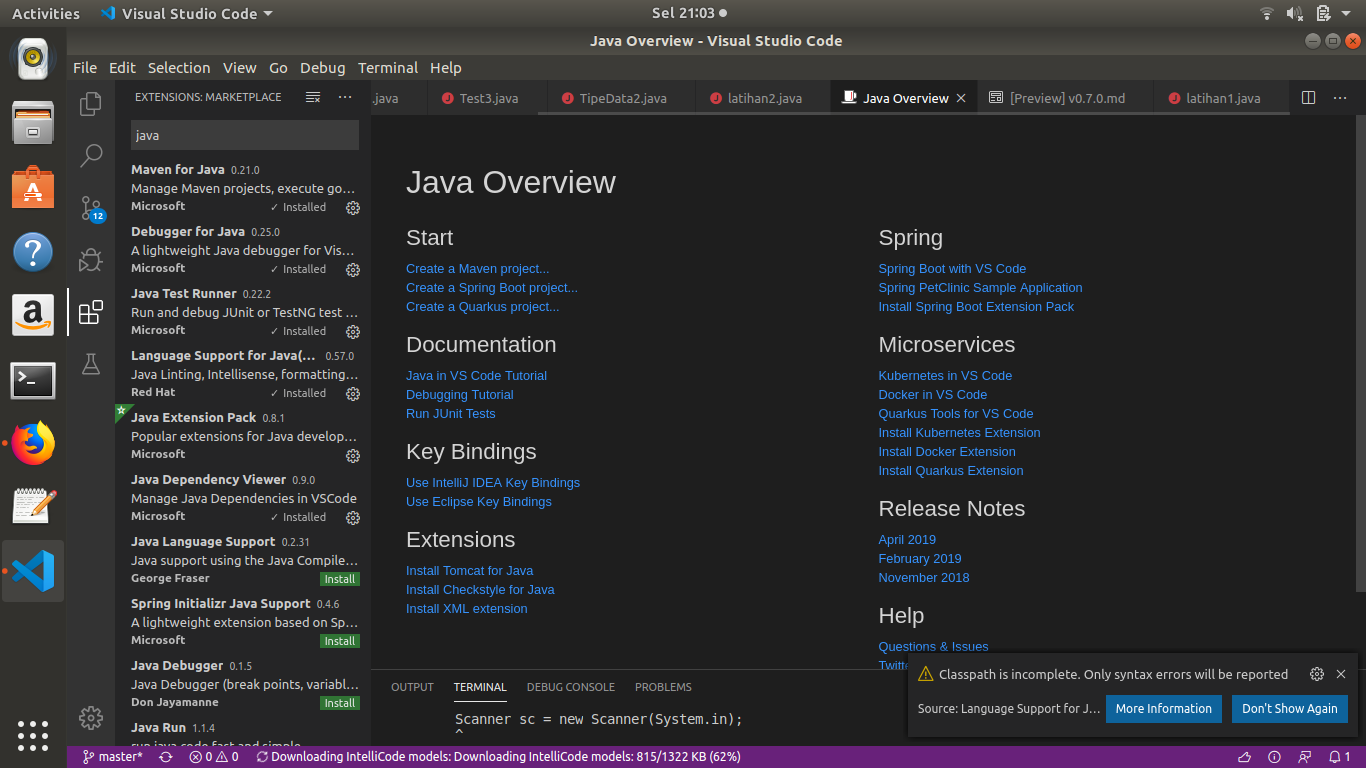 Activities Visual Studio Code Sel 21:03
Java Overview - Visual Studio Code
File Edit Selection View Go Debug Terminal Help
EXTENSIONS: MARKETPLACE
.java Test3.java TipeData2.java latihan2.java Java Overview [Preview] v0.7.0.md latihan1.java
java
Maven for Java 0.21.0
Manage Maven projects, execute go…
Microsoft ✓ Installed
Debugger for Java 0.25.0
A lightweight Java debugger for Vis…
Microsoft ✓ Installed
Java Test Runner 0.22.2
Run and debug JUnit or TestNG test …
Microsoft ✓ Installed
Language Support for Java(… 0.57.0
Java Linting, Intellisense, formatting,…
Red Hat ✓ Installed
Java Extension Pack 0.8.1
Popular extensions for Java develop…
Microsoft
Java Dependency Viewer 0.9.0
Manage Java Dependencies in VSCode
Microsoft ✓ Installed
Java Language Support 0.2.31
Java support using the Java Compile…
George Fraser Install
Spring Initializr Java Support 0.4.6
A lightweight extension based on Sp…
Microsoft Install
Java Debugger 0.1.5
Java Debugger (break points, variabl…
Don Jayamanne Install
Java Run 1.1.4
run java code fast and simple
12
Java Overview
Start
Create a Maven project...
Create a Spring Boot project...
Create a Quarkus project...
Documentation
Java in VS Code Tutorial
Debugging Tutorial
Run JUnit Tests
Key Bindings
Use IntelliJ IDEA Key Bindings
Use Eclipse Key Bindings
Extensions
Install Tomcat for Java
Install Checkstyle for Java
Install XML extension
Spring
Spring Boot with VS Code
Spring PetClinic Sample Application
Install Spring Boot Extension Pack
Microservices
Kubernetes in VS Code
Docker in VS Code
Quarkus Tools for VS Code
Install Kubernetes Extension
Install Docker Extension
Install Quarkus Extension
Release Notes
April 2019
February 2019
November 2018
Help
Questions & Issues
Twitte
OUTPUT TERMINAL DEBUG CONSOLE PROBLEMS
Scanner sc = new Scanner(System.in);
^
Classpath is incomplete. Only syntax errors will be reported
Source: Language Support for J… More Information Don't Show Again
master* 0 0 Downloading IntelliCode models: Downloading IntelliCode models: 815/1322 KB (62%) 1